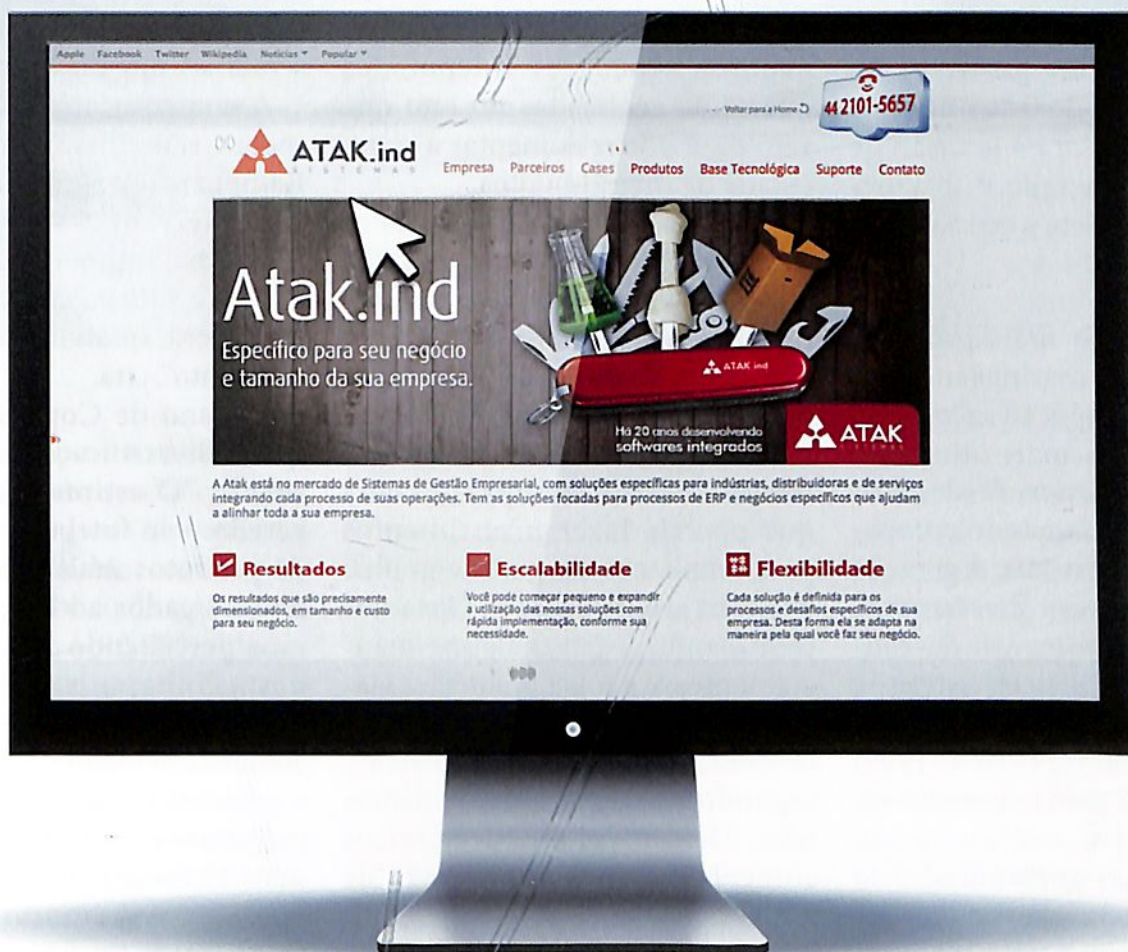 Apple Facebook Twitter Wikipedia Notícias Popular
Voltar para a Home
44 2101-5657
ATAK.ind
SISTEMAS
Empresa Parceiros Cases Produtos Base Tecnológica Suporte Contato
Atak.ind
Específico para seu negócio
e tamanho da sua empresa.
ATAK.ind
Há 20 anos desenvolvendo
softwares integrados
ATAK
SISTEMAS
A Atak está no mercado de Sistemas de Gestão Empresarial, com soluções específicas para indústrias, distribuidoras e de serviços
integrando cada processo de suas operações. Tem as soluções focadas para processos de ERP e negócios específicos que ajudam
a alinhar toda a sua empresa.
Resultados
Os resultados que são precisamente
dimensionados, em tamanho e custo
para seu negócio.
Escalabilidade
Você pode começar pequeno e expandir
a utilização das nossas soluções com
rápida implementação, conforme sua
necessidade.
Flexibilidade
Cada solução é definida para os
processos e desafios específicos de sua
empresa. Desta forma ela se adapta na
maneira pela qual você faz seu negócio.